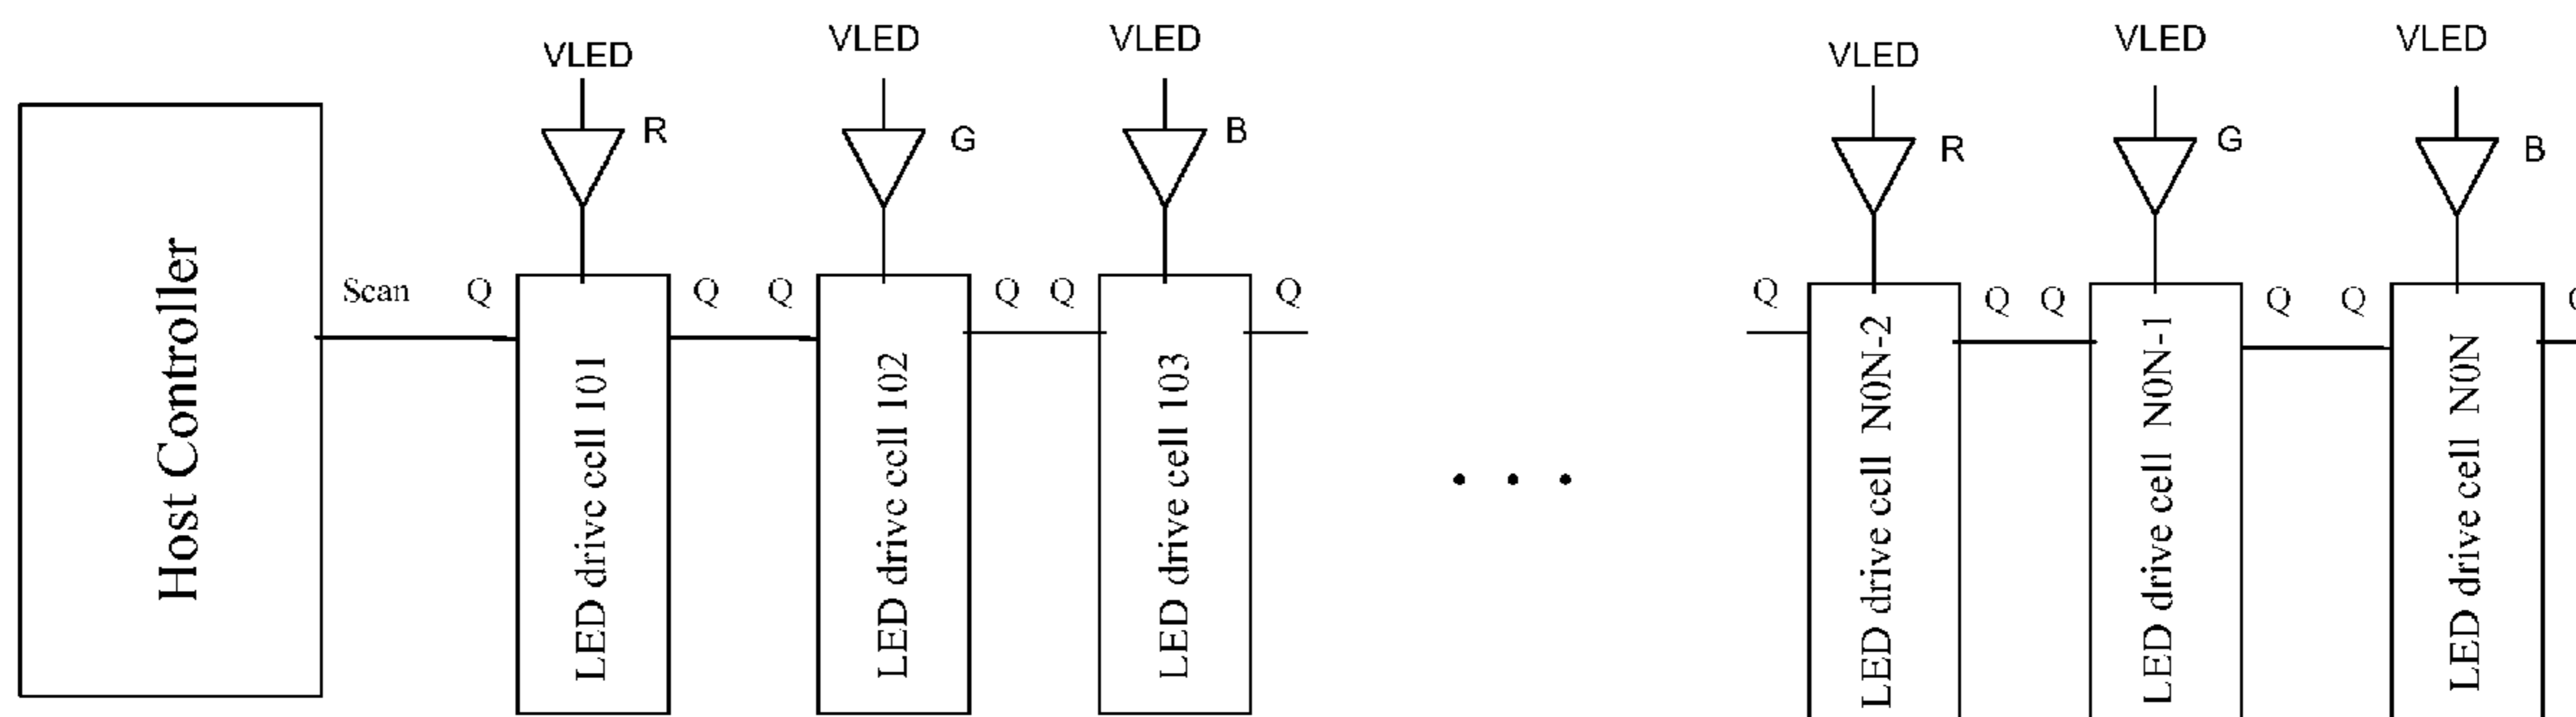 VLED
VLED
VLED
VLED
VLED
VLED
R
G
B
R
G
B
Host Controller
Scan
Q
Q
Q
Q
Q
Q
Q
Q
Q
Q
Q
LED drive cell 101
LED drive cell 102
LED drive cell 103
. . .
LED drive cell N0N-2
LED drive cell N0N-1
LED drive cell N0N